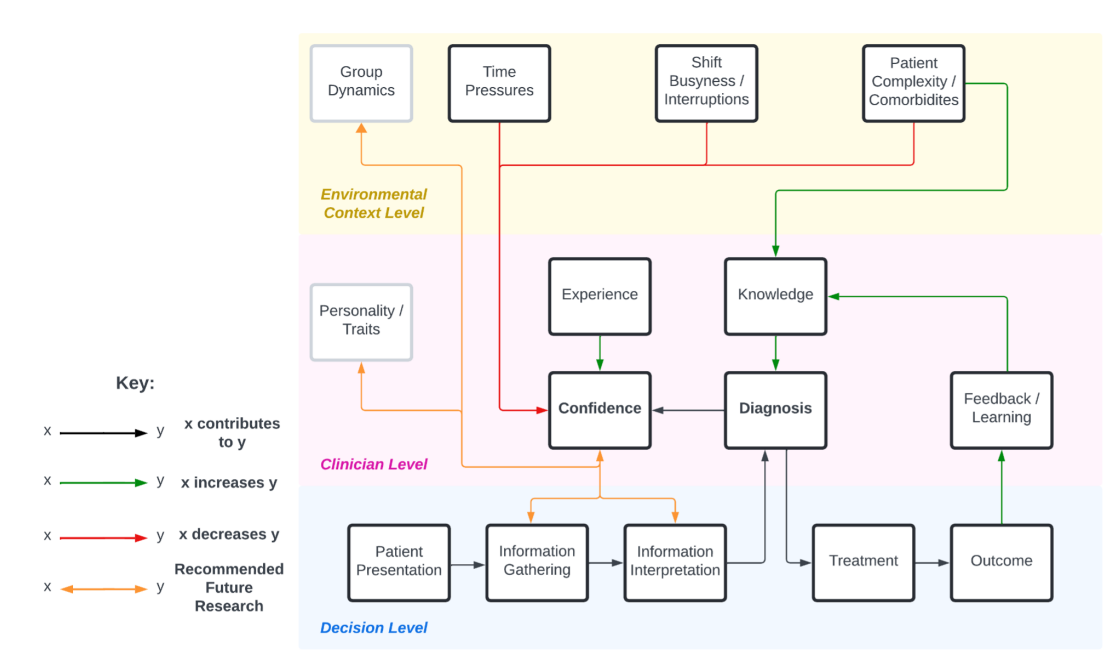 Group
Dynamics
Time
Pressures
Shift
Busyness /
Interruptions
Patient
Complexity /
Comorbidites
Environmental
Context Level
Experience
Knowledge
Personality /
Traits
Confidence
Diagnosis
Feedback /
Learning
Clinician Level
Key:
x y x contributes
to y
x y x increases y
x y x decreases y
x y Recommended
Future
Research
Patient
Presentation
Information
Gathering
Information
Interpretation
Treatment
Outcome
Decision Level